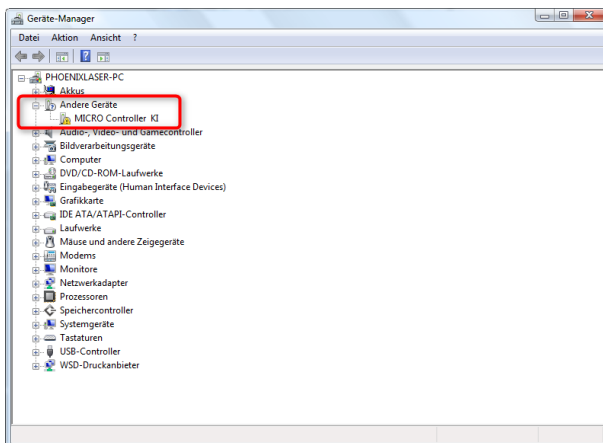 Geräte-Manager
Datei Aktion Ansicht ?
PHOENIXLASER-PC
Akkus
Andere Geräte
MICRO Controller KI
Audio-, Video- und Gamecontroller
Bildverarbeitungsgeräte
Computer
DVD/CD-ROM-Laufwerke
Eingabegeräte (Human Interface Devices)
Grafikkarte
IDE ATA/ATAPI-Controller
Laufwerke
Mäuse und andere Zeigegeräte
Modems
Monitore
Netzwerkadapter
Prozessoren
Speichercontroller
Systemgeräte
Tastaturen
USB-Controller
WSD-Druckanbieter